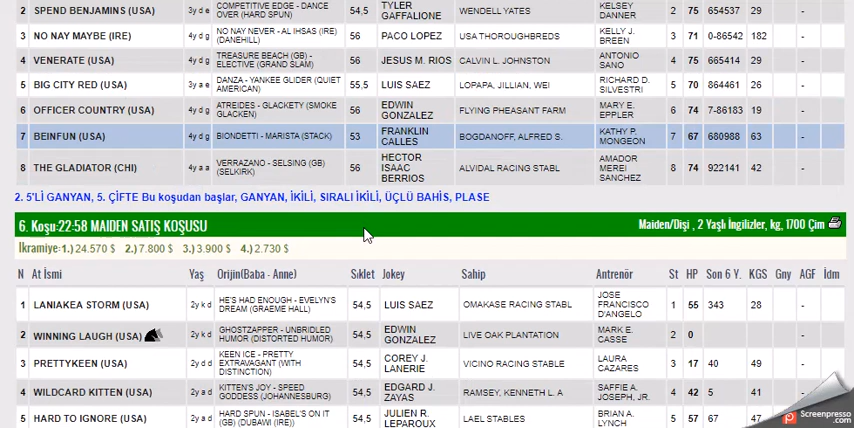 2 SPEND BENJAMINS (USA) 3y d e COMPETITIVE EDGE - DANCE OVER (HARD SPUN) 54,5 TYLER GAFFALIONE WENDELL YATES KELSEY DANNER 2 75 654537 29 -
3 NO NAY MAYBE (IRE) 4y d g NO NAY NEVER - AL IHSAS (IRE) (DANEHILL) 56 PACO LOPEZ USA THOROUGHBREDS KELLY J. BREEN 3 71 0-86542 182 -
4 VENERATE (USA) 4y d g TREASURE BEACH (GB) - ELECTIVE (GRAND SLAM) 56 JESUS M. RIOS CALVIN L. JOHNSTON ANTONIO SANO 4 75 665414 29 -
5 BIG CITY RED (USA) 3y a e DANZA - YANKEE GLIDER (QUIET AMERICAN) 55,5 LUIS SAEZ LOPAPA, JILLIAN, WEI RICHARD D. SILVESTRI 5 70 864461 26 -
6 OFFICER COUNTRY (USA) 4y d g ATREIDES - GLACKETY (SMOKE GLACKEN) 56 EDWIN GONZALEZ FLYING PHEASANT FARM MARY E. EPPLER 6 74 7-86183 19 -
7 BEINFUN (USA) 4y d g BIONDETTI - MARISTA (STACK) 53 FRANKLIN CALLES BOGDANOFF, ALFRED S. KATHY P. MONGEON 7 67 680988 63 -
8 THE GLADIATOR (CHI) 4y a a VERRAZANO - SELSING (GB) (SELKIRK) 56 HECTOR ISAAC BERRIOS ALVIDAL RACING STABL AMADOR MEREI SANCHEZ 8 74 922141 42 -
2. 5'Lİ GANYAN, 5. ÇİFTE Bu koşudan başlar, GANYAN, İKİLİ, SIRALI İKİLİ, ÜÇLÜ BAHİS, PLASE
6. Koşu:22-58 MAIDEN SATIŞ KOŞUSU Maiden/Dişi , 2 Yaşlı İngilizler, kg, 1700 Çim
İkramiye:1.) 24.570 $ 2.) 7.800 $ 3.) 3.900 $ 4.) 2.730 $
N At İsmi Yaş Orijin(Baba - Anne) Sıklet Jokey Sahip Antrenör St HP Son 6 Y. KGS Gny AGF İdm
1 LANIAKEA STORM (USA) 2y k d HE'S HAD ENOUGH - EVELYN'S DREAM (GRAEME HALL) 54,5 LUIS SAEZ OMAKASE RACING STABL JOSE FRANCISCO D'ANGELO 1 55 343 28 -
2 WINNING LAUGH (USA) 2y k d GHOSTZAPPER - UNBRIDLED HUMOR (DISTORTED HUMOR) 54,5 EDWIN GONZALEZ LIVE OAK PLANTATION MARK E. CASSE 2 0 -
3 PRETTYKEEN (USA) 2y d d KEEN ICE - PRETTY EXTRAVAGANT (WITH DISTINCTION) 54,5 COREY J. LANERIE VICINO RACING STABLE LAURA CAZARES 3 17 40 49 -
4 WILDCARD KITTEN (USA) 2y a d KITTEN'S JOY - SPEED GODDESS (JOHANNESBURG) 54,5 EDGARD J. ZAYAS RAMSEY, KENNETH L. A SAFFIE A. JOSEPH, JR. 4 42 5 41 -
5 HARD TO IGNORE (USA) 2y a d HARD SPUN - ISABEL'S ON IT (GB) (DUBAWI (IRE)) 54,5 JULIEN R. LEPAROUX LAEL STABLES BRIAN A. LYNCH 5 57 67 47 -
Screenpresso
.com